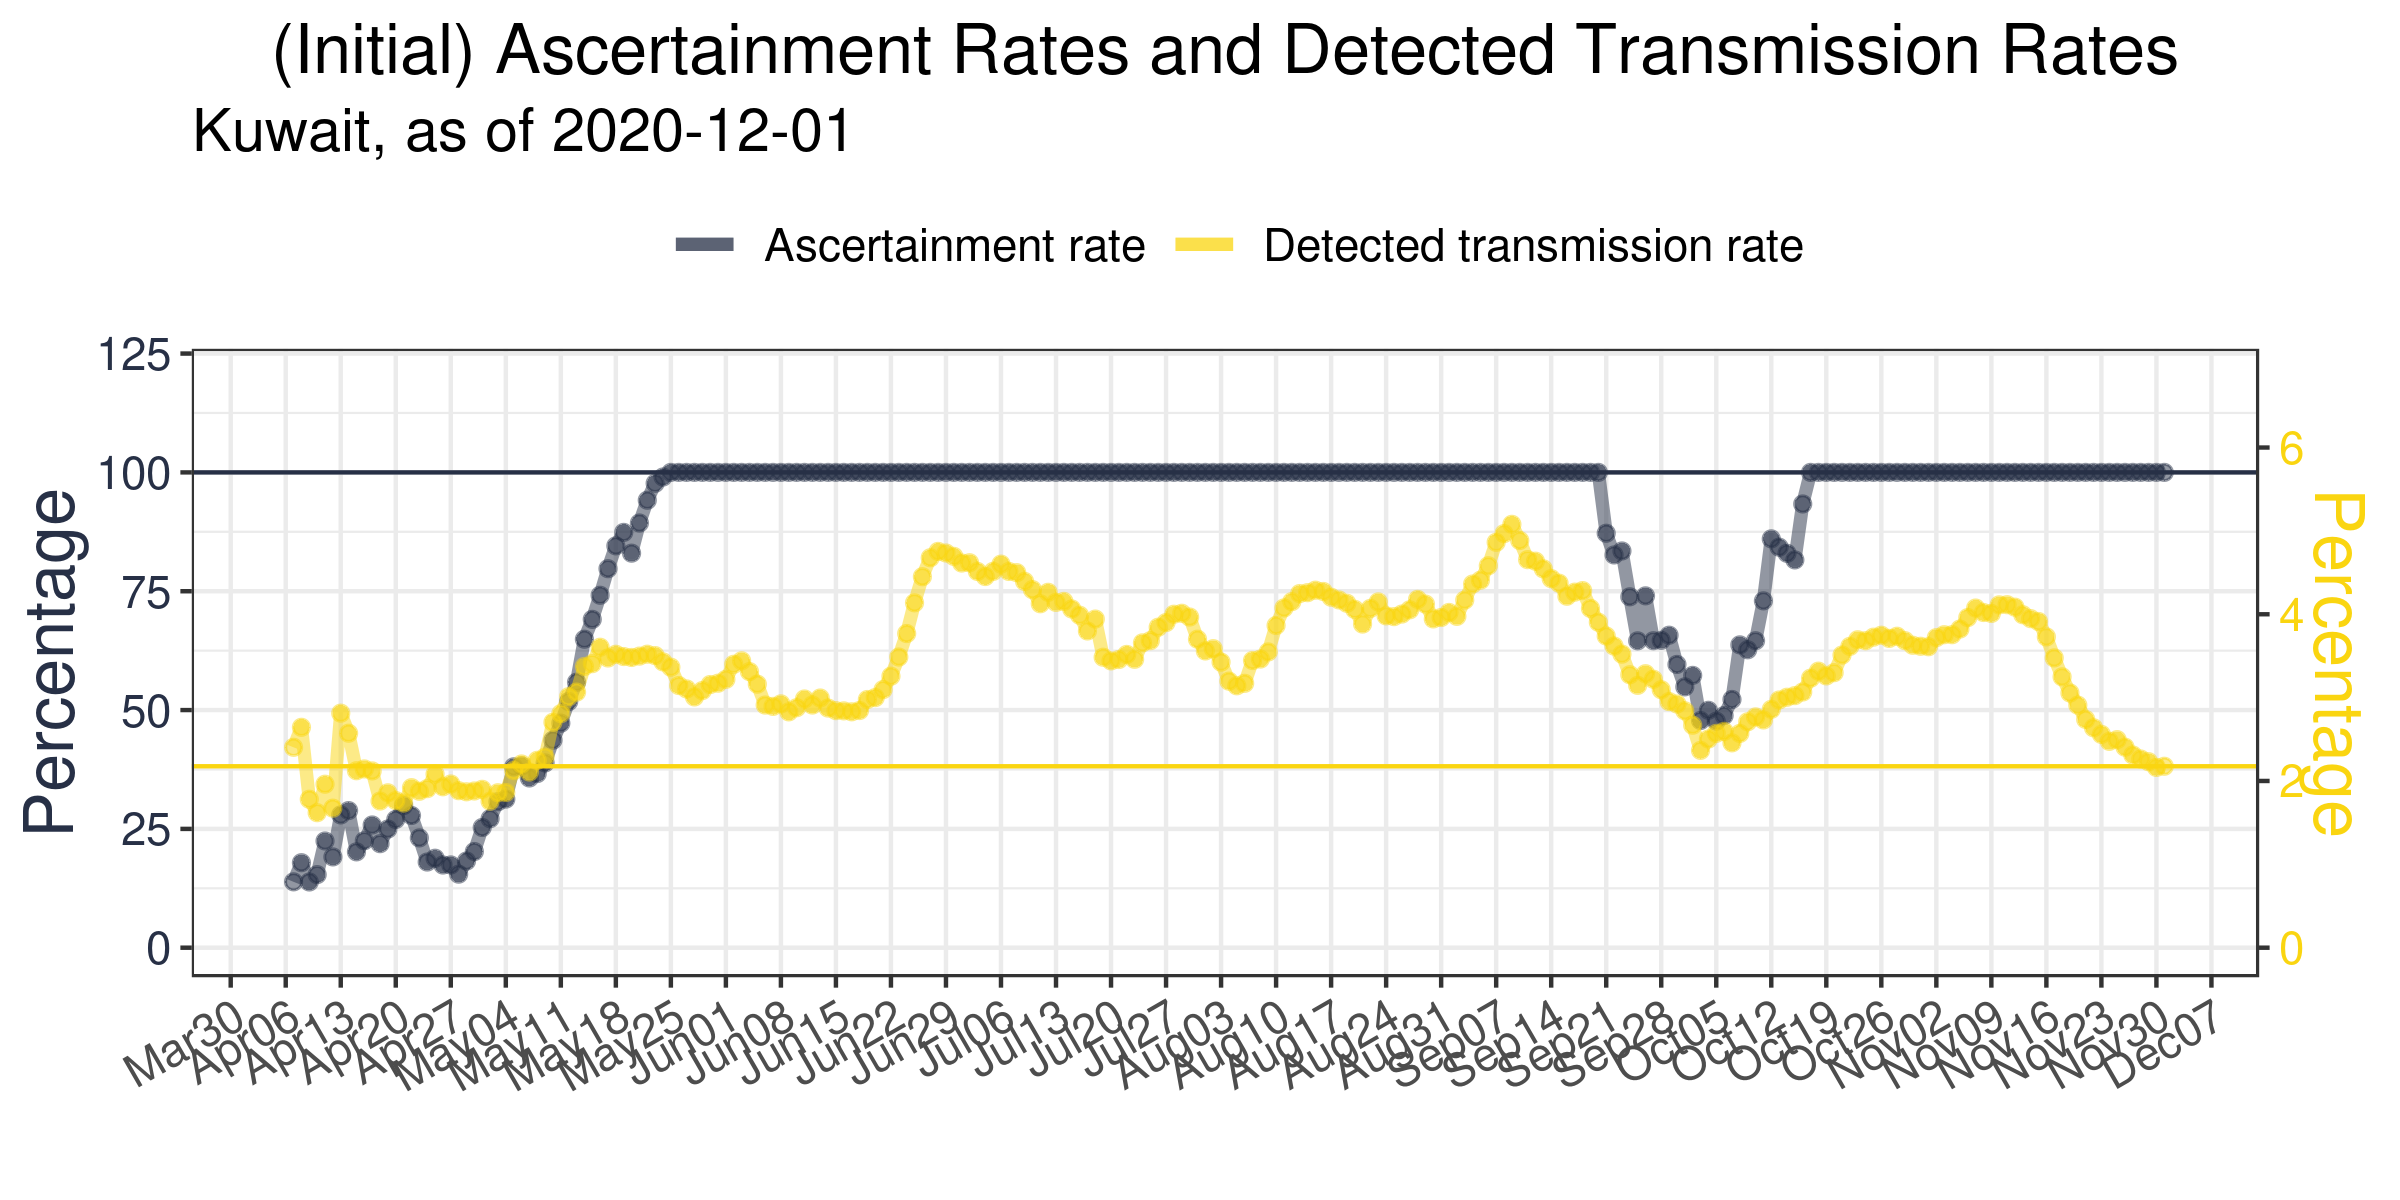 (Initial) Ascertainment Rates and Detected Transmission Rates
Kuwait, as of 2020-12-01
Ascertainment rate
Detected transmission rate
Percentage
125
100
75
50
25
0
6
4
2
0
Percentage
Mar30
Apr06
Apr13
Apr20
Apr27
May04
May11
May18
May25
Jun01
Jun08
Jun15
Jun22
Jun29
Jul06
Jul13
Jul20
Jul27
Aug03
Aug10
Aug17
Aug24
Aug31
Sep07
Sep14
Sep21
Sep28
Oct05
Oct12
Oct19
Oct26
Nov02
Nov09
Nov16
Nov23
Nov30
Dec07